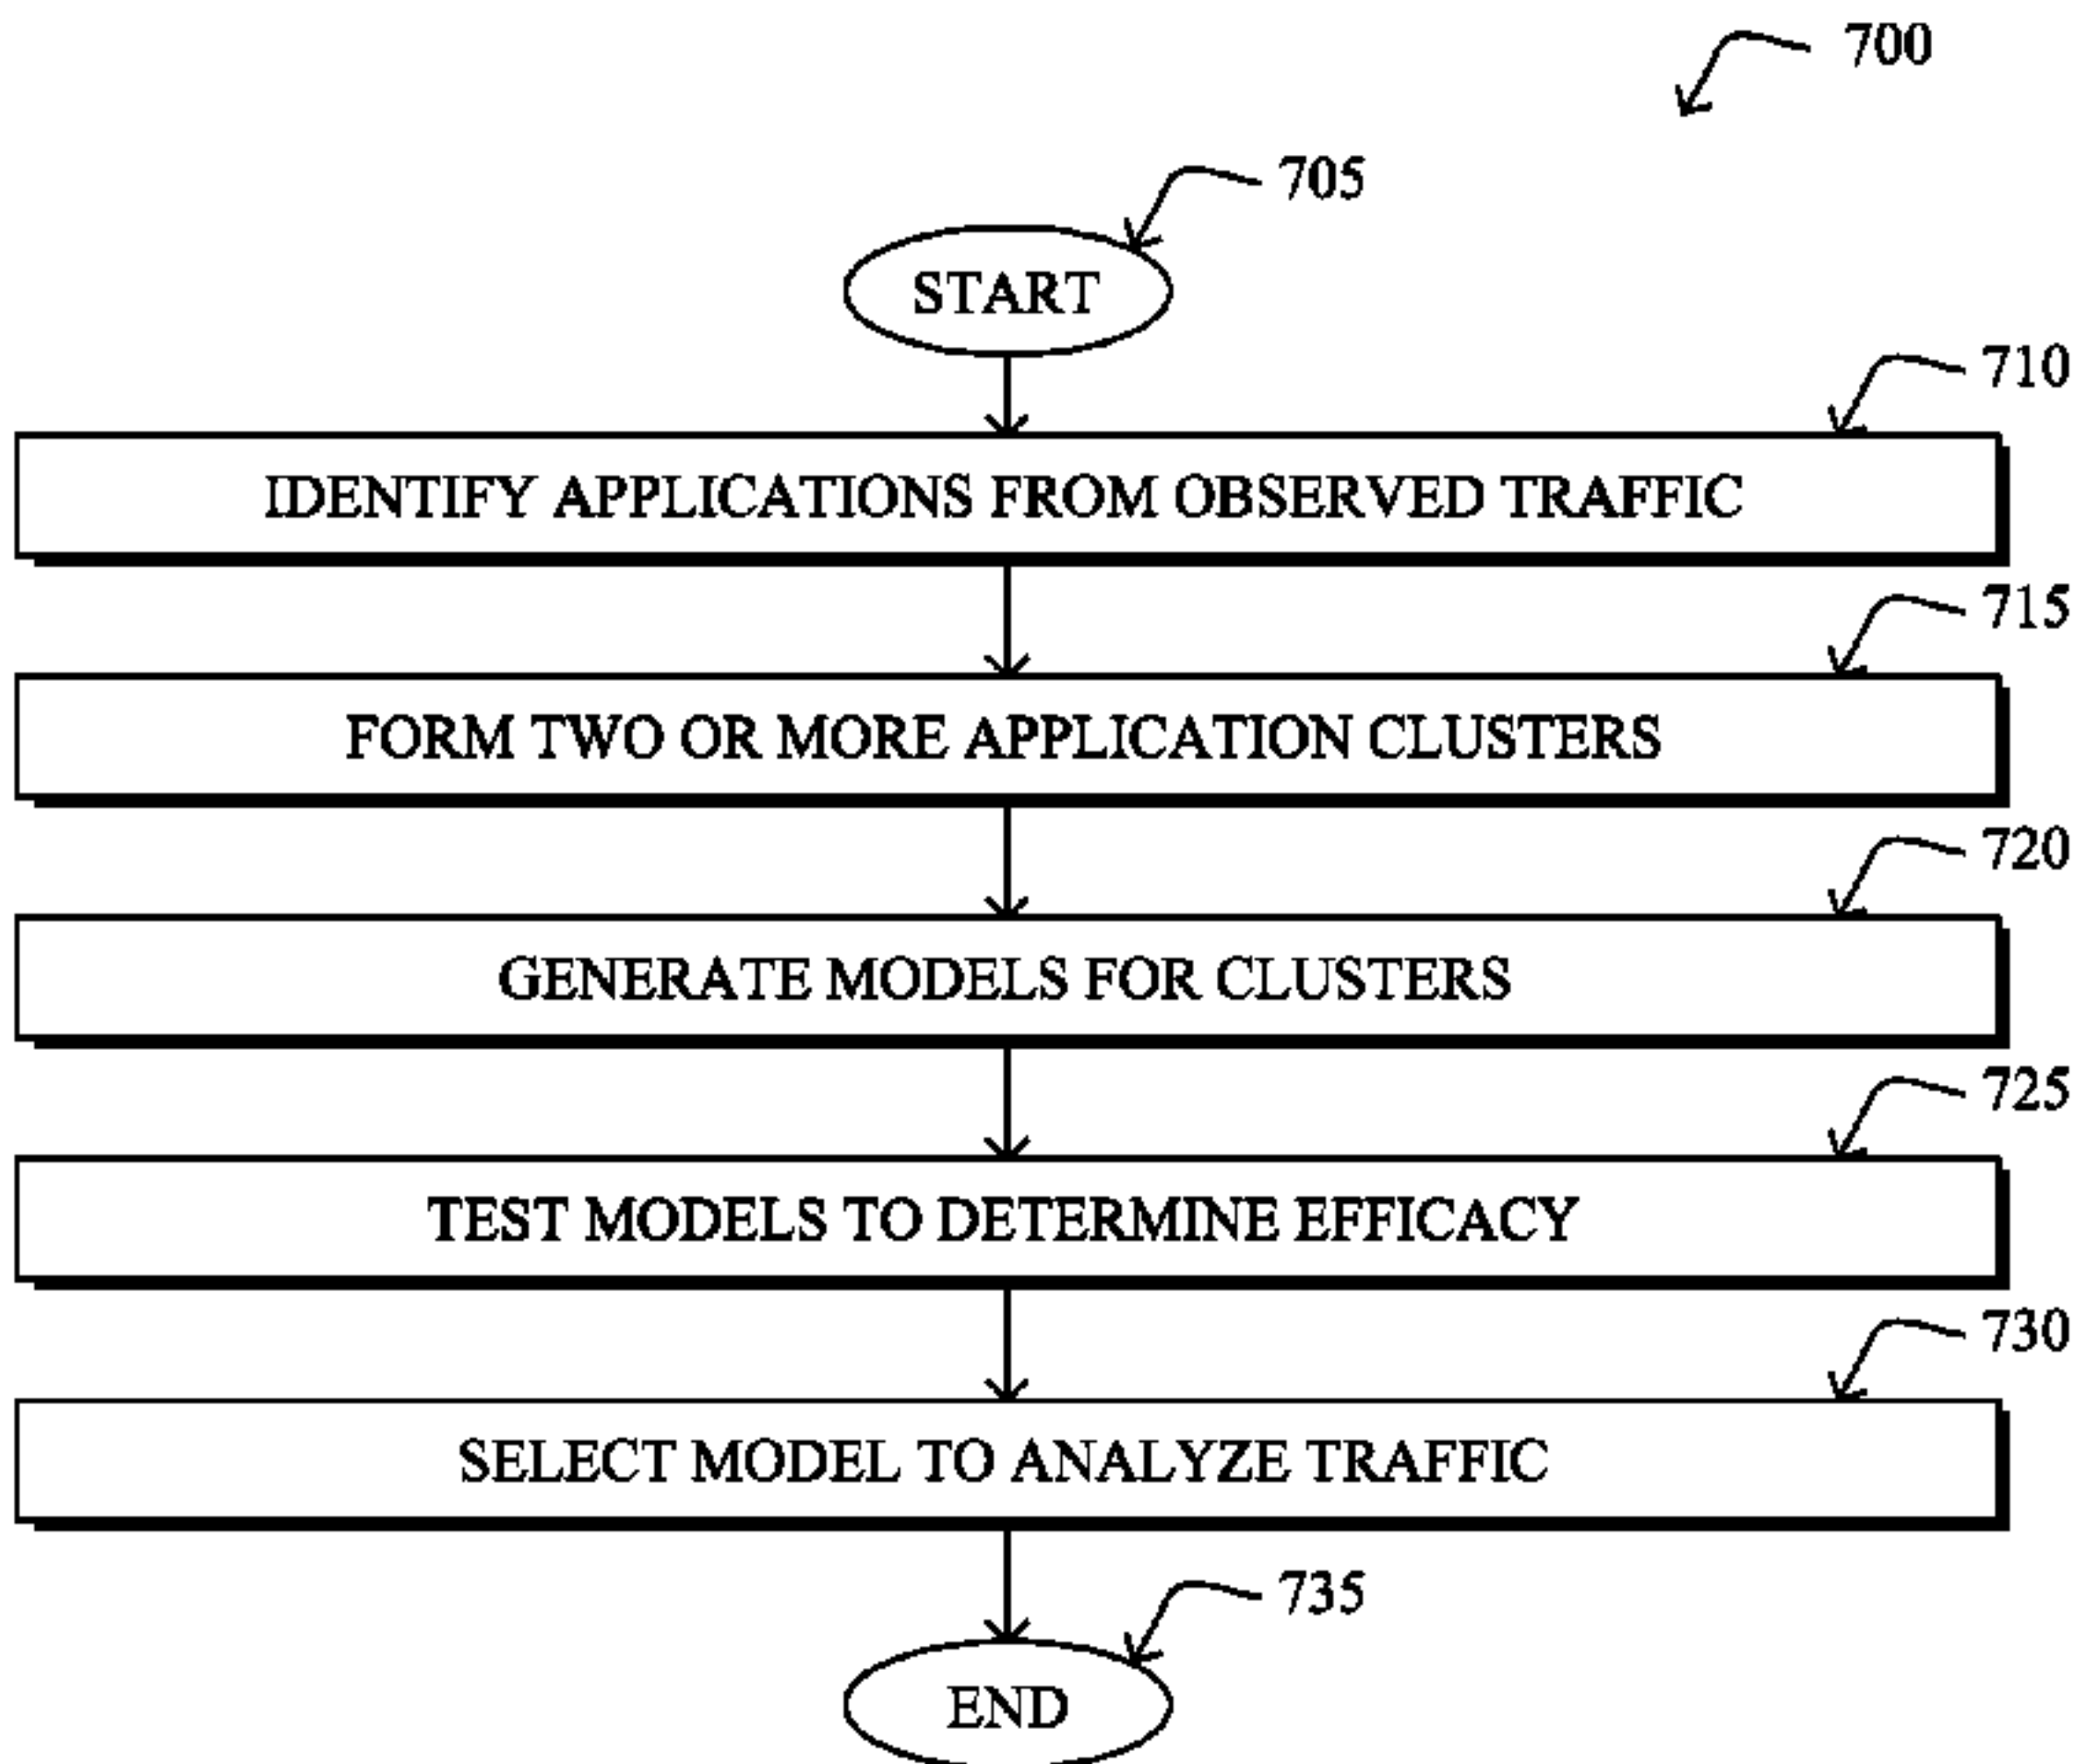 700
705
START
710
IDENTIFY APPLICATIONS FROM OBSERVED TRAFFIC
715
FORM TWO OR MORE APPLICATION CLUSTERS
720
GENERATE MODELS FOR CLUSTERS
725
TEST MODELS TO DETERMINE EFFICACY
730
SELECT MODEL TO ANALYZE TRAFFIC
735
END